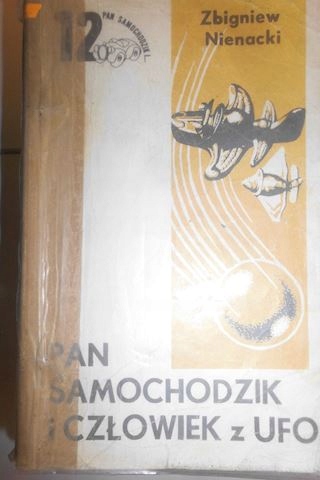 12
PAN SAMOCHODZIK I...
Zbigniew
Nienacki
PAN
SAMOCHODZIK
i CZŁOWIEK z UFO